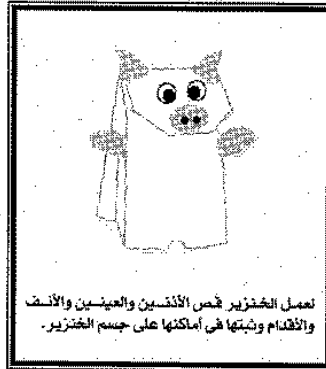 لعمل الخنزير قص الأذنين والعينين والأنف
والأقدام وثبتها في أماكنها على جسم الخنزير.